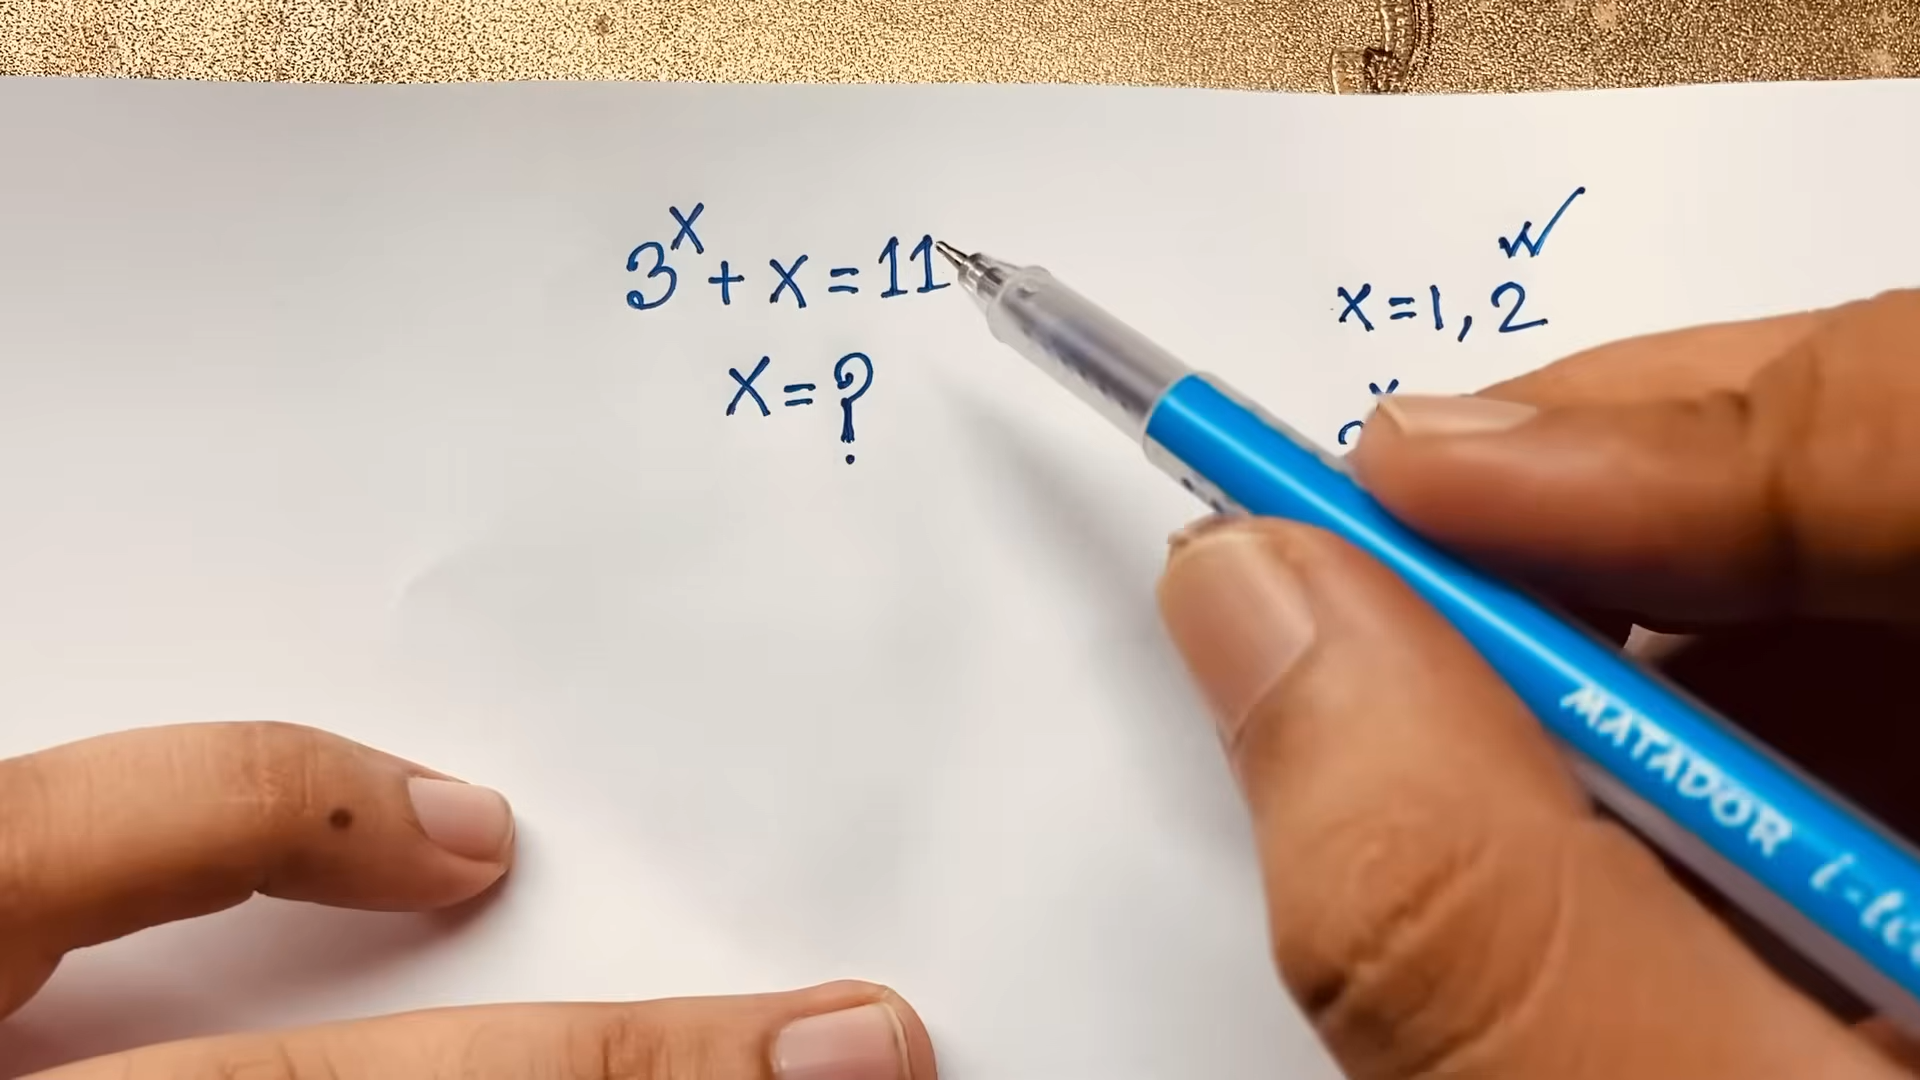 3^x + x = 11
x = ?
x = 1, 2
MATADOR i-